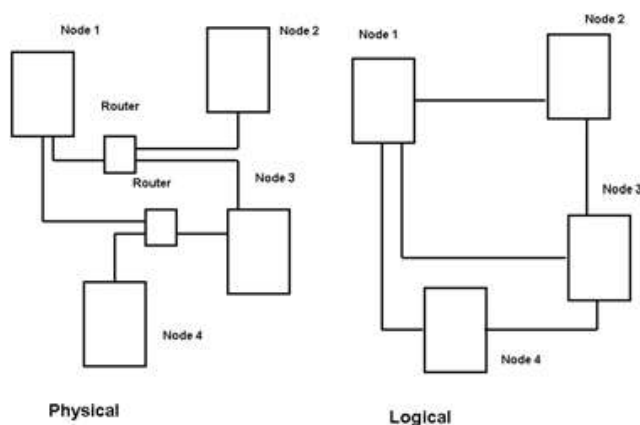 Node 1
Node 2
Router
Router
Node 3
Node 4
Physical
Node 1
Node 2
Node 3
Node 4
Logical